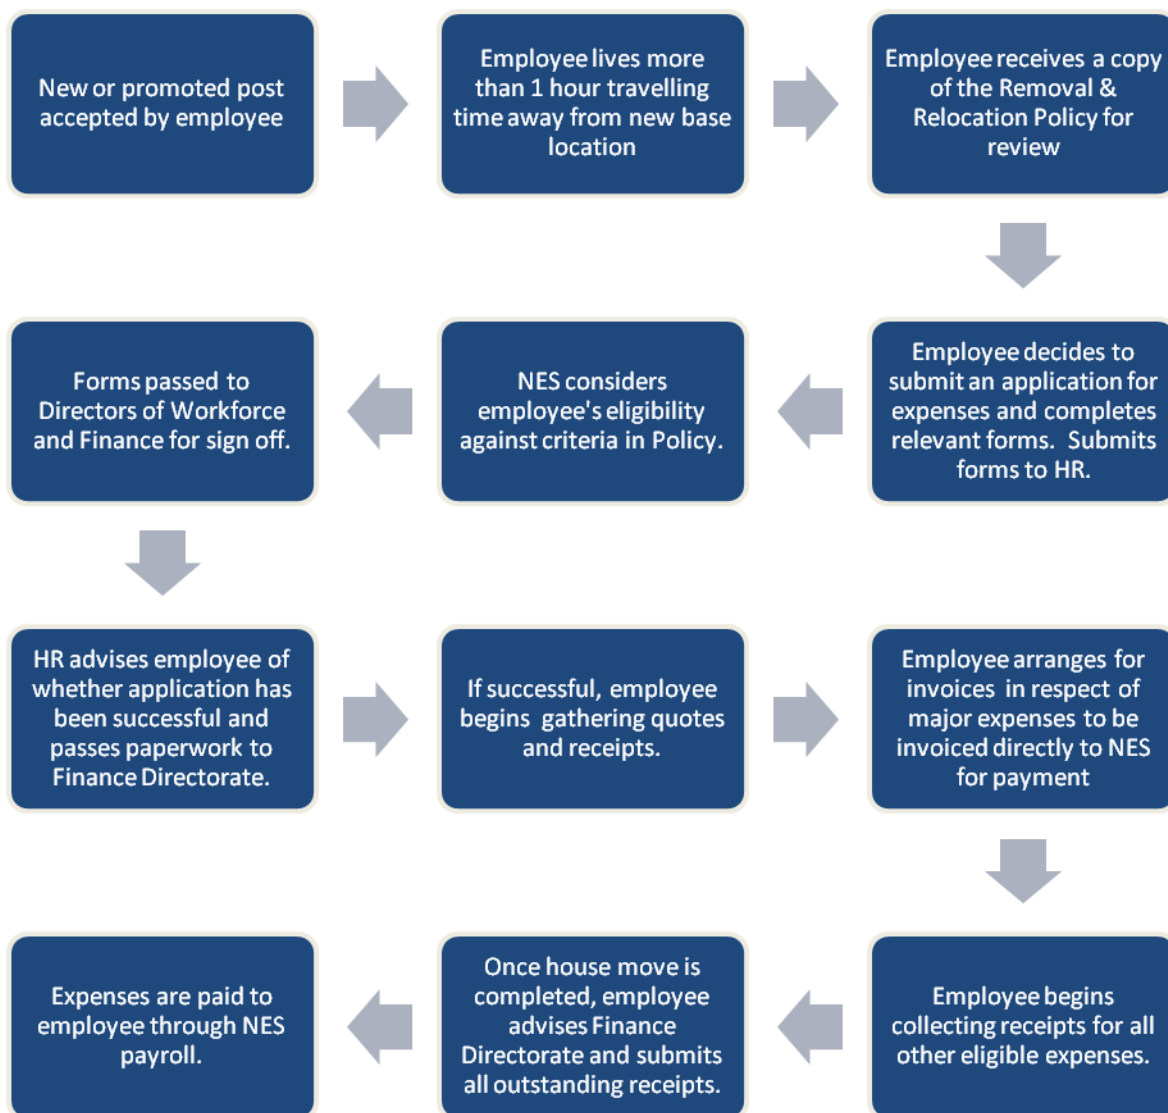 New or promoted post
accepted by employee
Employee lives more
than 1 hour travelling
time away from new base
location
Employee receives a copy
of the Removal &
Relocation Policy for
review
Employee decides to
submit an application for
expenses and completes
relevant forms.  Submits
forms to HR.
NES considers
employee's eligibility
against criteria in Policy.
Forms passed to
Directors of Workforce
and Finance for sign off.
HR advises employee of
whether application has
been successful and
passes paperwork to
Finance Directorate.
If successful, employee
begins  gathering quotes
and receipts.
Employee arranges for
invoices  in respect of
major expenses to be
invoiced directly to NES
for payment
Employee begins
collecting receipts for all
other eligible expenses.
Once house move is
completed, employee
advises Finance
Directorate and submits
all outstanding receipts.
Expenses are paid to
employee through NES
payroll.